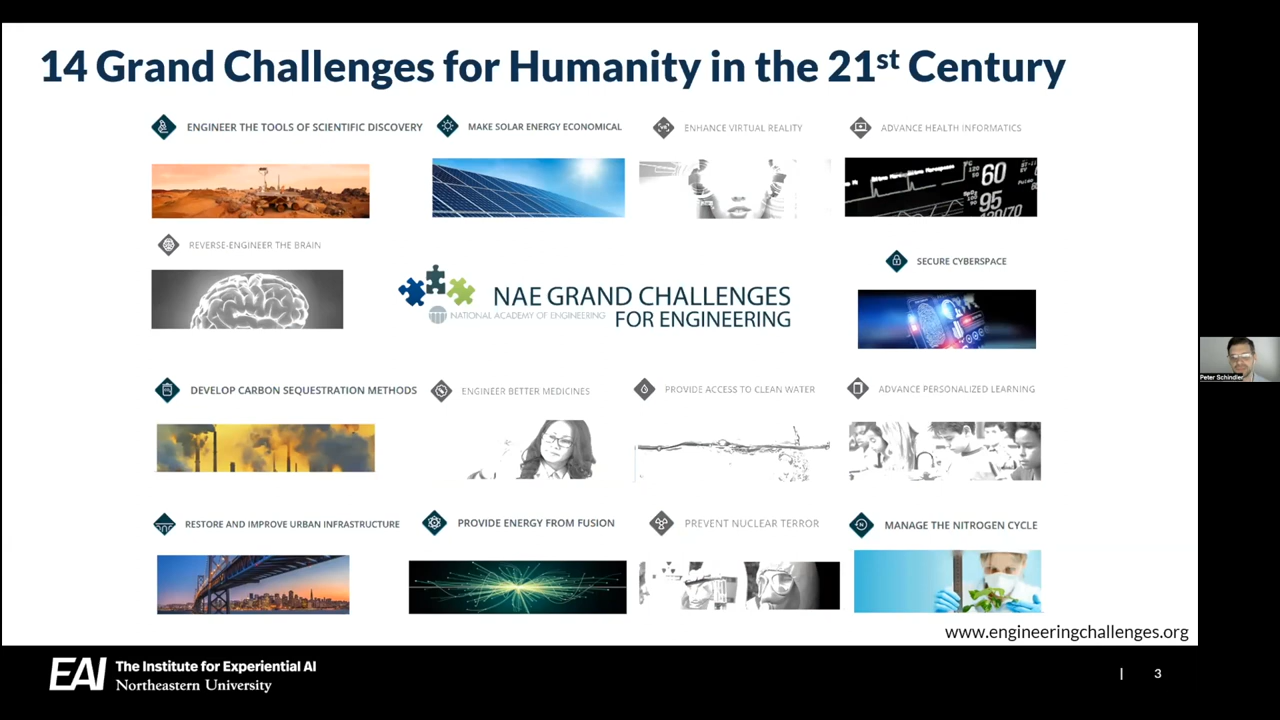 14 Grand Challenges for Humanity in the 21st Century
ENGINEER THE TOOLS OF SCIENTIFIC DISCOVERY
MAKE SOLAR ENERGY ECONOMICAL
ENHANCE VIRTUAL REALITY
ADVANCE HEALTH INFORMATICS
60
95
120/70
REVERSE-ENGINEER THE BRAIN
NAE GRAND CHALLENGES
NATIONAL ACADEMY OF ENGINEERING
FOR ENGINEERING
SECURE CYBERSPACE
DEVELOP CARBON SEQUESTRATION METHODS
ENGINEER BETTER MEDICINES
PROVIDE ACCESS TO CLEAN WATER
ADVANCE PERSONALIZED LEARNING
RESTORE AND IMPROVE URBAN INFRASTRUCTURE
PROVIDE ENERGY FROM FUSION
PREVENT NUCLEAR TERROR
MANAGE THE NITROGEN CYCLE
www.engineeringchallenges.org
EAI
The Institute for Experiential AI
Northeastern University
| 3
Peter Schindler